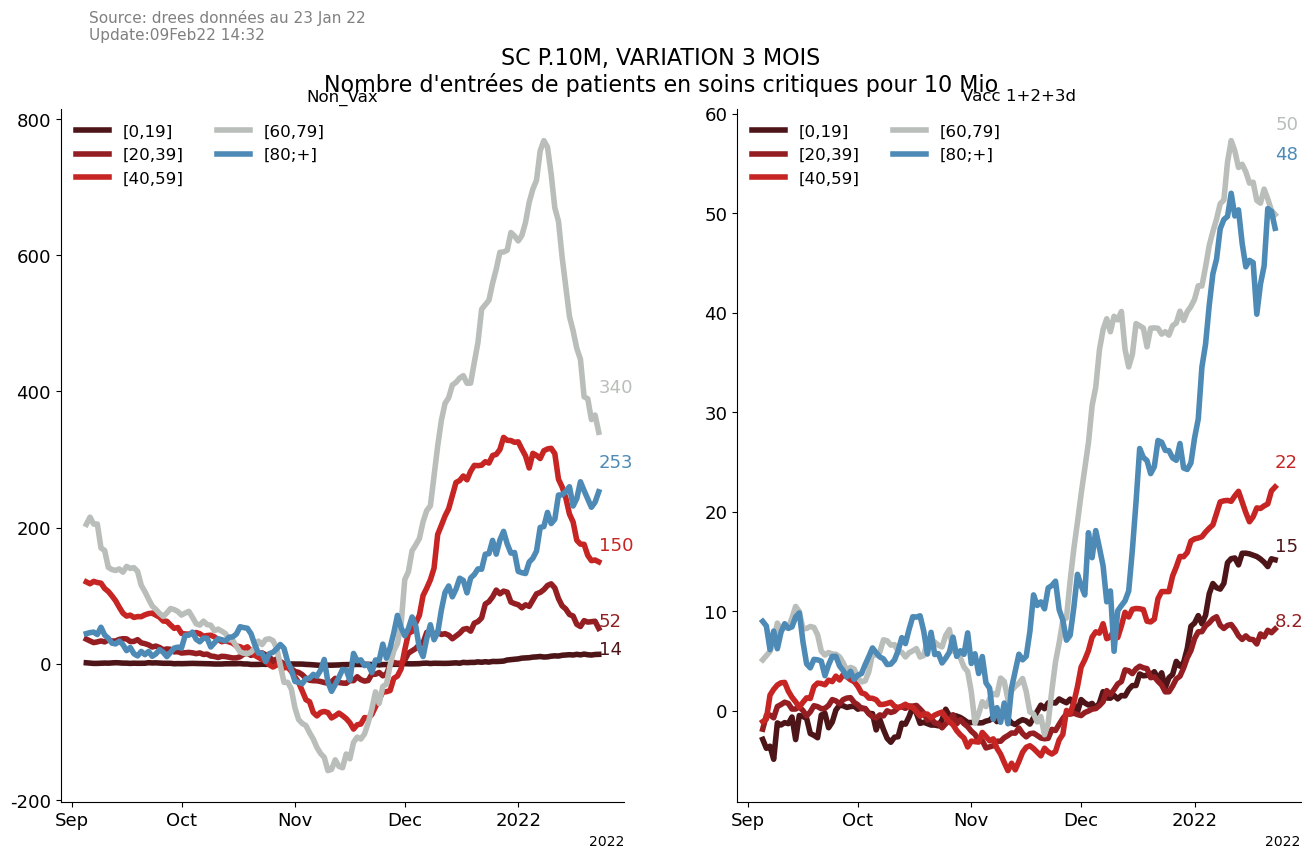 Source: drees données au 23 Jan 22
Update:09Feb22 14:32
SC P.10M, VARIATION 3 MOIS
Nombre d'entrées de patients en soins critiques pour 10 Mio
Non_Vax
[0,19]
[20,39]
[40,59]
[60,79]
[80;+]
800
600
400
200
0
-200
340
253
150
52
14
Sep
Oct
Nov
Dec
2022
2022
Vacc 1+2+3d
[0,19]
[20,39]
[40,59]
[60,79]
[80;+]
60
50
40
30
20
10
0
50
48
22
15
8.2
Sep
Oct
Nov
Dec
2022
2022